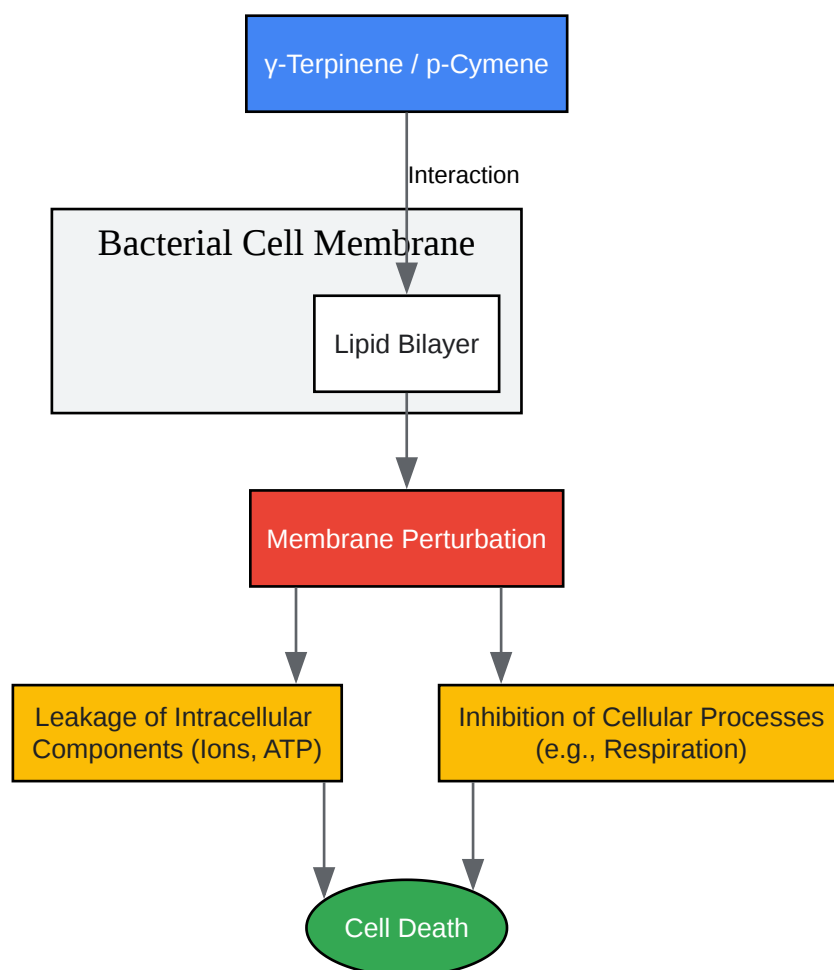 γ-Terpinene / p-Cymene
Interaction
Bacterial Cell Membrane
Lipid Bilayer
Membrane Perturbation
Leakage of Intracellular
Components (Ions, ATP)
Inhibition of Cellular Processes
(e.g., Respiration)
Cell Death